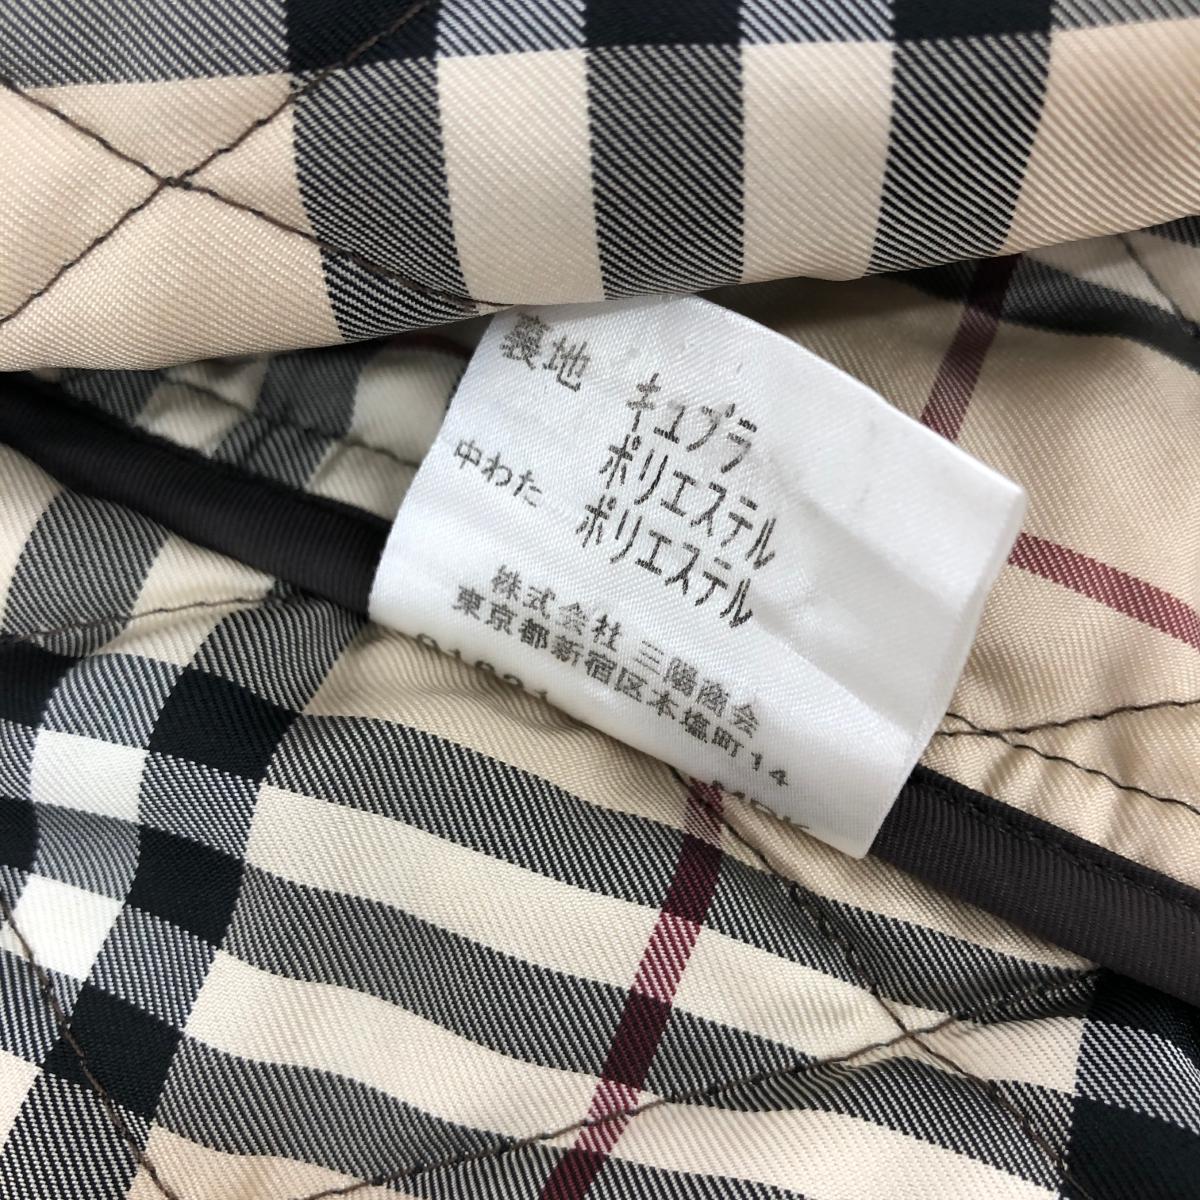 裏地 キュプラ
ポリエステル
中わた ポリエステル
株式会社 三陽商会
東京都新宿区本塩町14